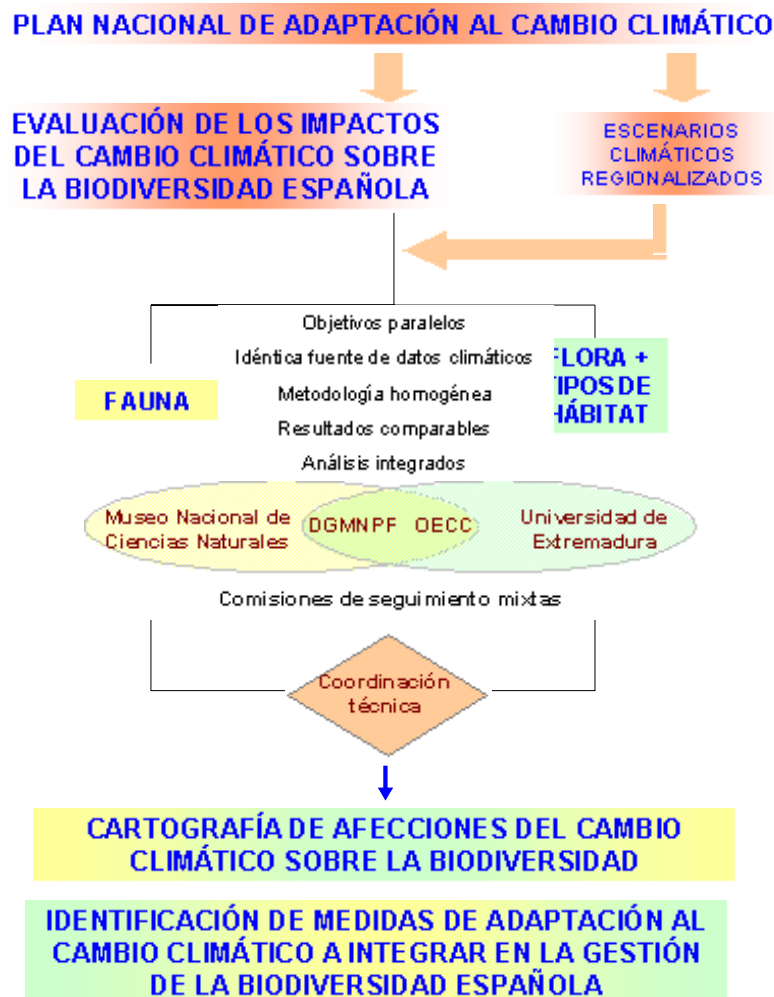 PLAN NACIONAL DE ADAPTACIÓN AL CAMBIO CLIMÁTICO
EVALUACIÓN DE LOS IMPACTOS
DEL CAMBIO CLIMÁTICO SOBRE
LA BIODIVERSIDAD ESPAÑOLA
ESCENARIOS
CLIMÁTICOS
REGIONALIZADOS
Objetivos paralelos
Idéntica fuente de datos climáticos
Metodología homogénea
Resultados comparables
Análisis integrados
FAUNA
FLORA +
TIPOS DE
HÁBITAT
Museo Nacional de
Ciencias Naturales
DGMNPF OECC
Universidad de
Extremadura
Comisiones de seguimiento mixtas
Coordinación
técnica
CARTOGRAFÍA DE AFECCIONES DEL CAMBIO
CLIMÁTICO SOBRE LA BIODIVERSIDAD
IDENTIFICACIÓN DE MEDIDAS DE ADAPTACIÓN AL
CAMBIO CLIMÁTICO A INTEGRAR EN LA GESTIÓN
DE LA BIODIVERSIDAD ESPAÑOLA